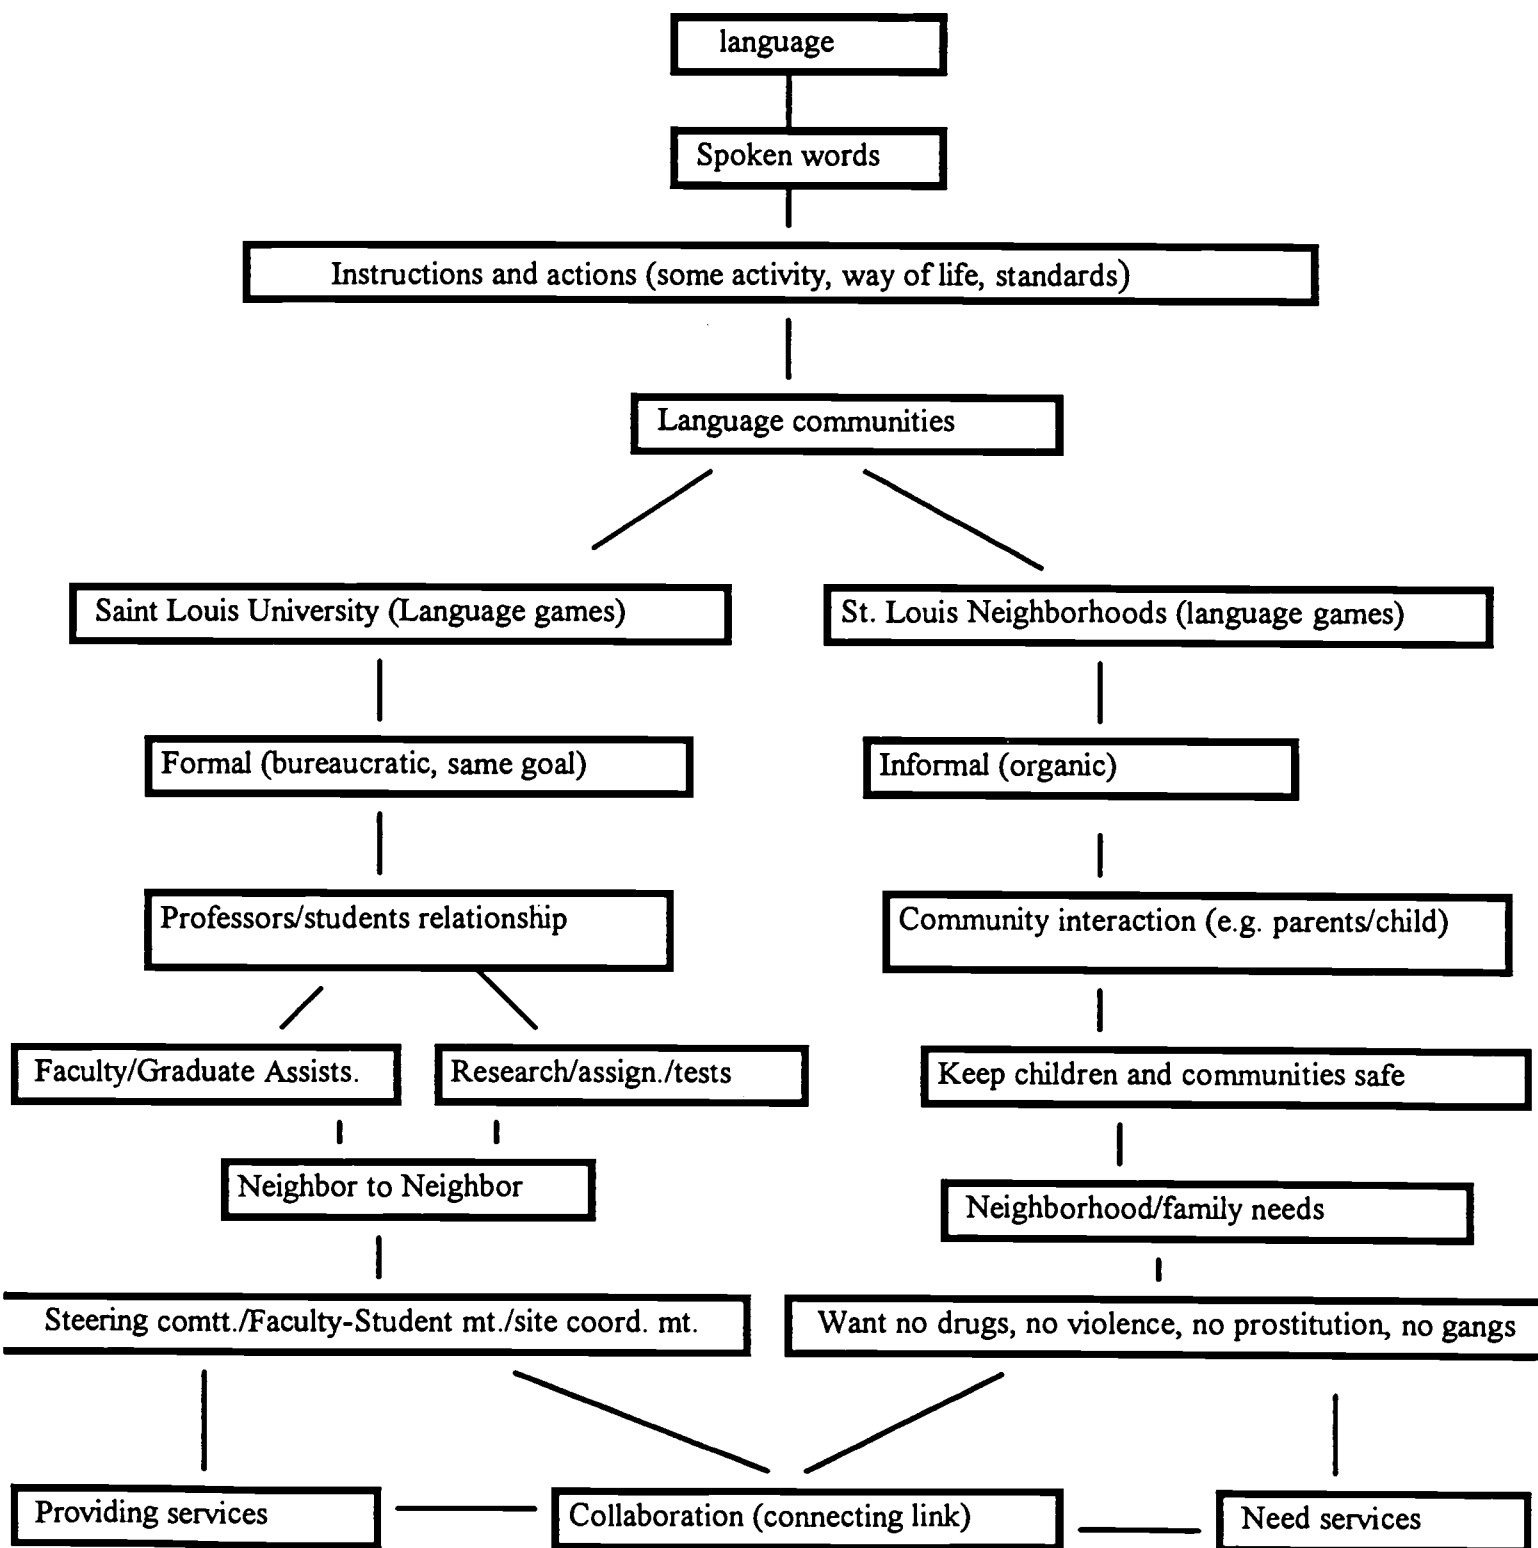 language
Spoken words
Instructions and actions (some activity, way of life, standards)
Language communities
Saint Louis University (Language games)
St. Louis Neighborhoods (language games)
Formal (bureaucratic, same goal)
Informal (organic)
Professors/students relationship
Community interaction (e.g. parents/child)
Faculty/Graduate Assists.
Research/assign./tests
Keep children and communities safe
Neighbor to Neighbor
Neighborhood/family needs
Steering comtt./Faculty-Student mt./site coord. mt.
Want no drugs, no violence, no prostitution, no gangs
Providing services
Collaboration (connecting link)
Need services